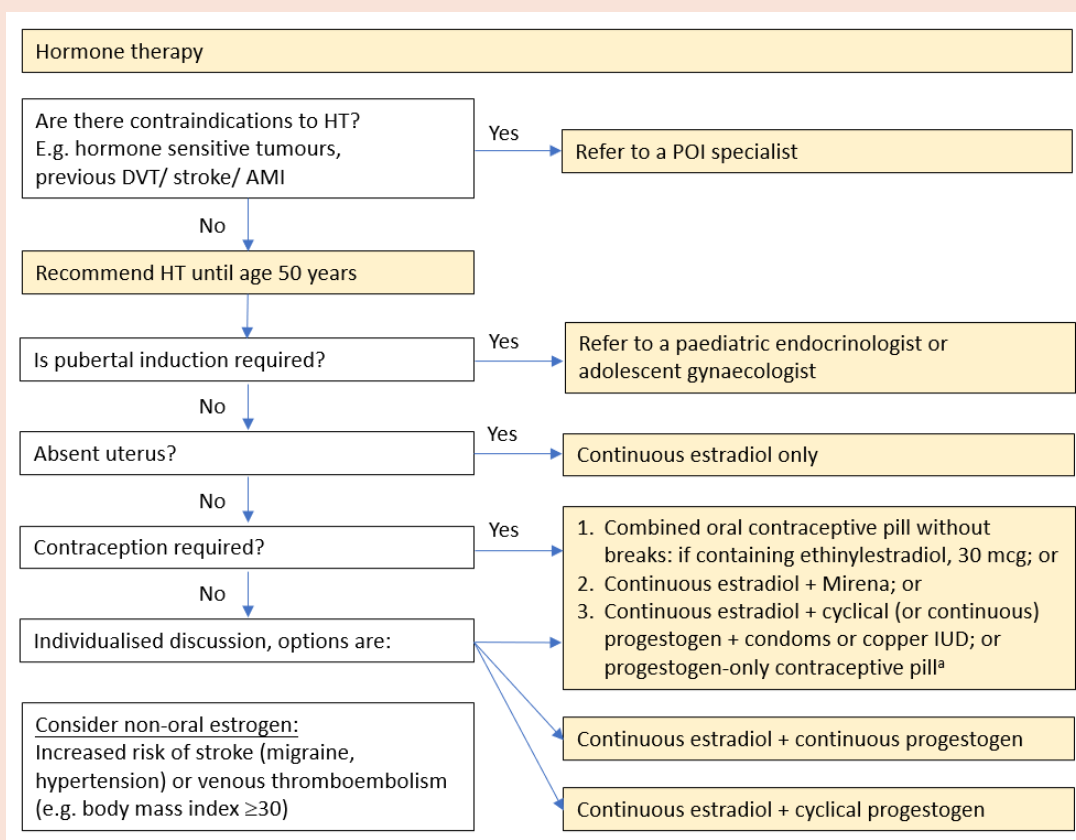 Hormone therapy
Are there contraindications to HT?
E.g. hormone sensitive tumours,
previous DVT/ stroke/ AMI
Yes
Refer to a POI specialist
No
Recommend HT until age 50 years
Is pubertal induction required?
Yes
Refer to a paediatric endocrinologist or
adolescent gynaecologist
No
Absent uterus?
Yes
Continuous estradiol only
No
Contraception required?
Yes
1. Combined oral contraceptive pill without
breaks: if containing ethinylestradiol, 30 mcg; or
2. Continuous estradiol + Mirena; or
3. Continuous estradiol + cyclical (or continuous)
progestogen + condoms or copper IUD; or
progestogen-only contraceptive pillᵃ
No
Individualised discussion, options are:
Continuous estradiol + continuous progestogen
Continuous estradiol + cyclical progestogen
Consider non-oral estrogen:
Increased risk of stroke (migraine,
hypertension) or venous thromboembolism
(e.g. body mass index ≥30)